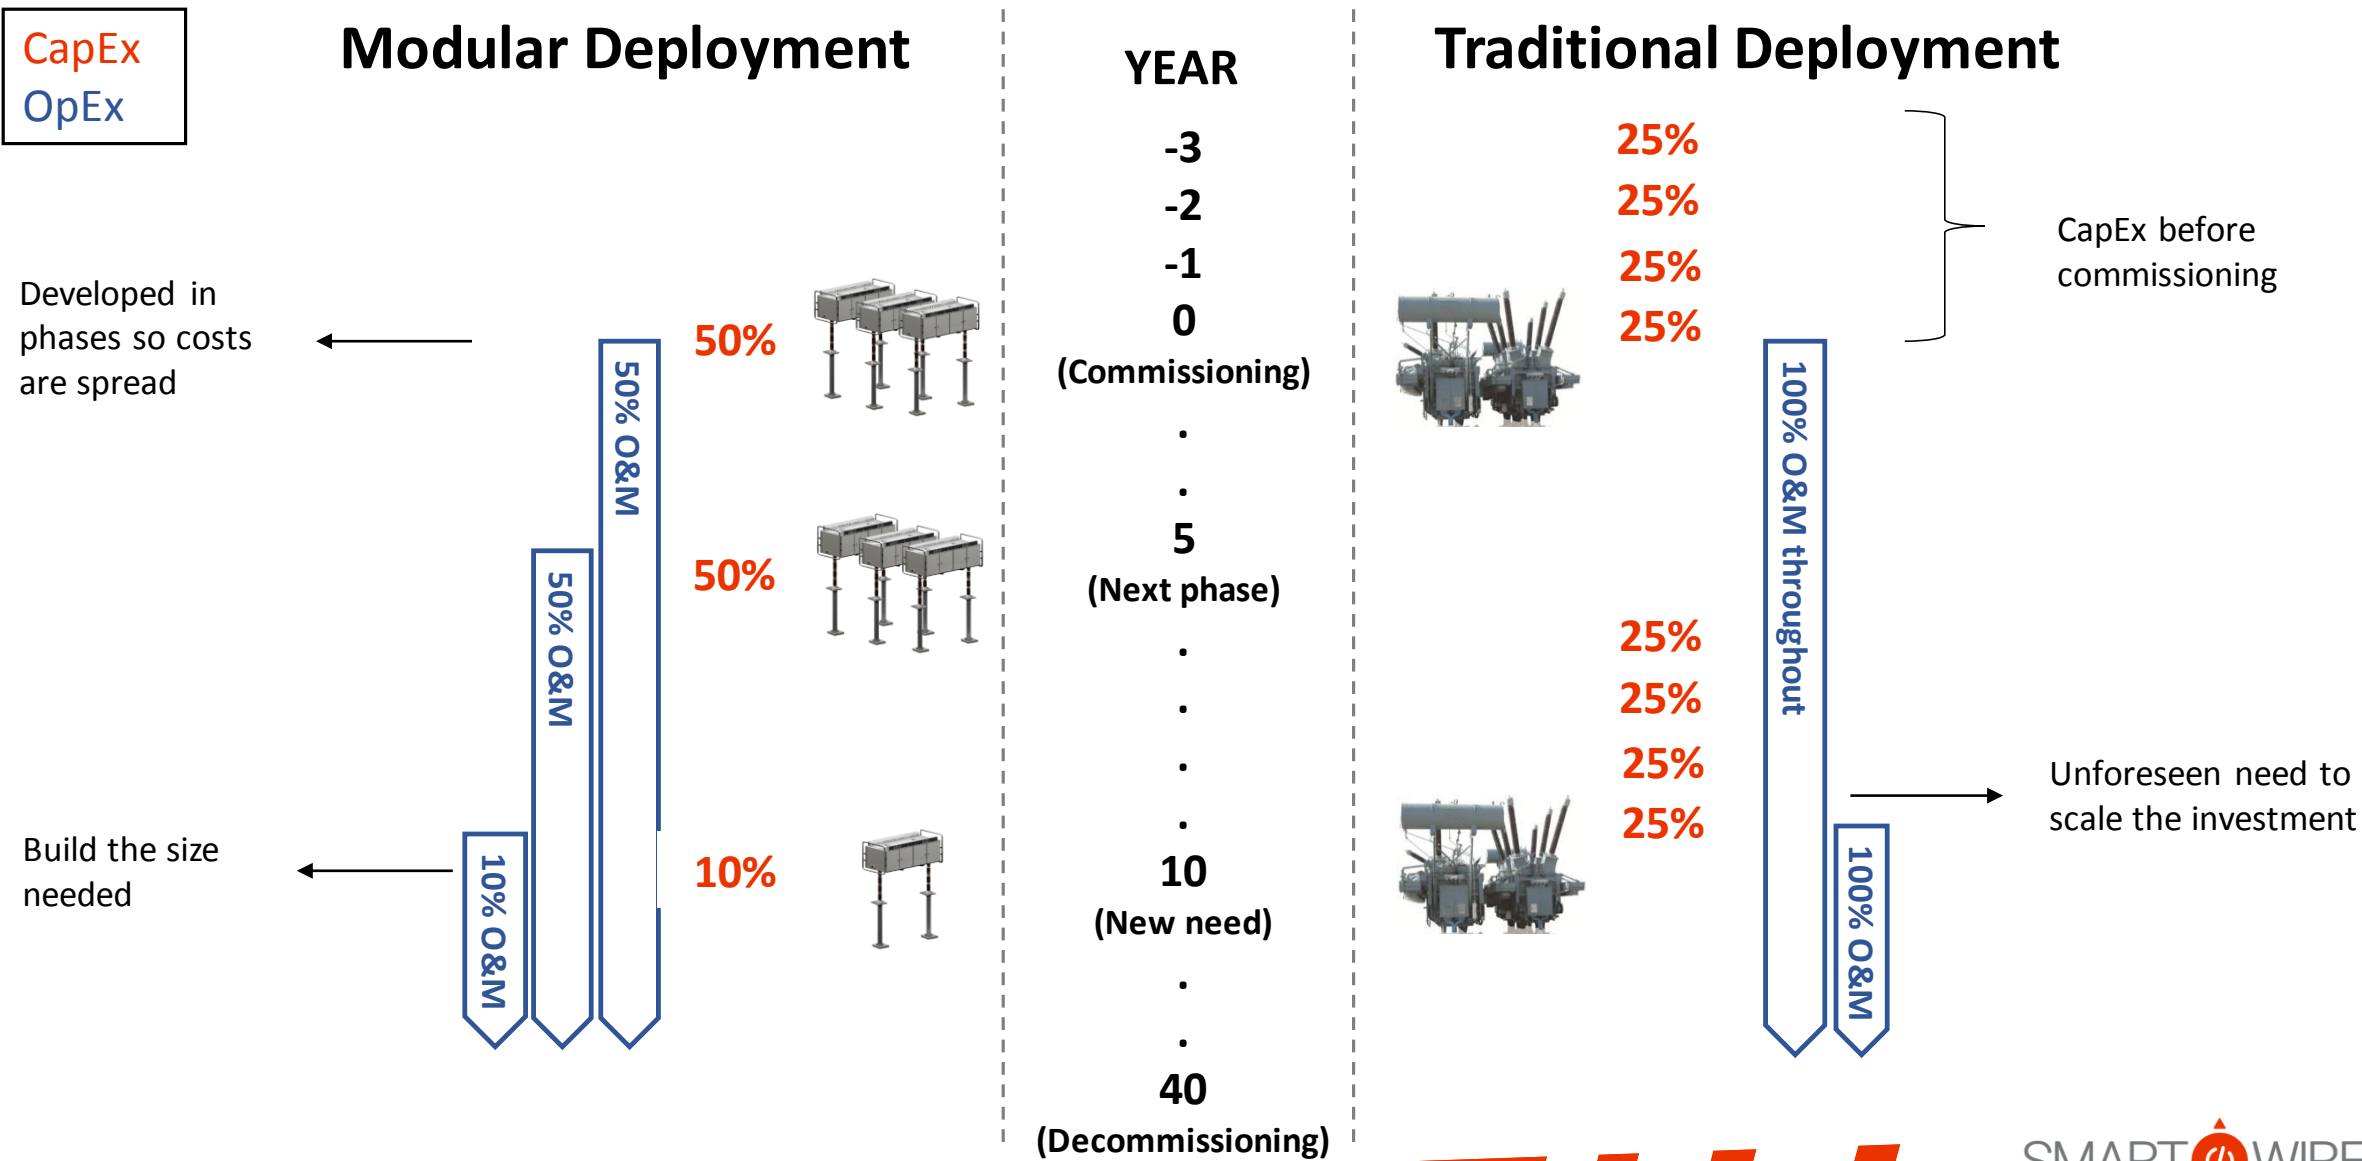 CapEx
OpEx
Modular Deployment
YEAR
Traditional Deployment
-3
-2
-1
0
(Commissioning)
.
.
5
(Next phase)
.
.
.
.
10
(New need)
.
.
40
(Decommissioning)
Developed in
phases so costs
are spread
50%
50% O&M
50%
50% O&M
Build the size
needed
10%
10% O&M
25%
25%
25%
25%
CapEx before
commissioning
100% O&M throughout
25%
25%
25%
25%
Unforeseen need to
scale the investment
100% O&M
SMART WIRE